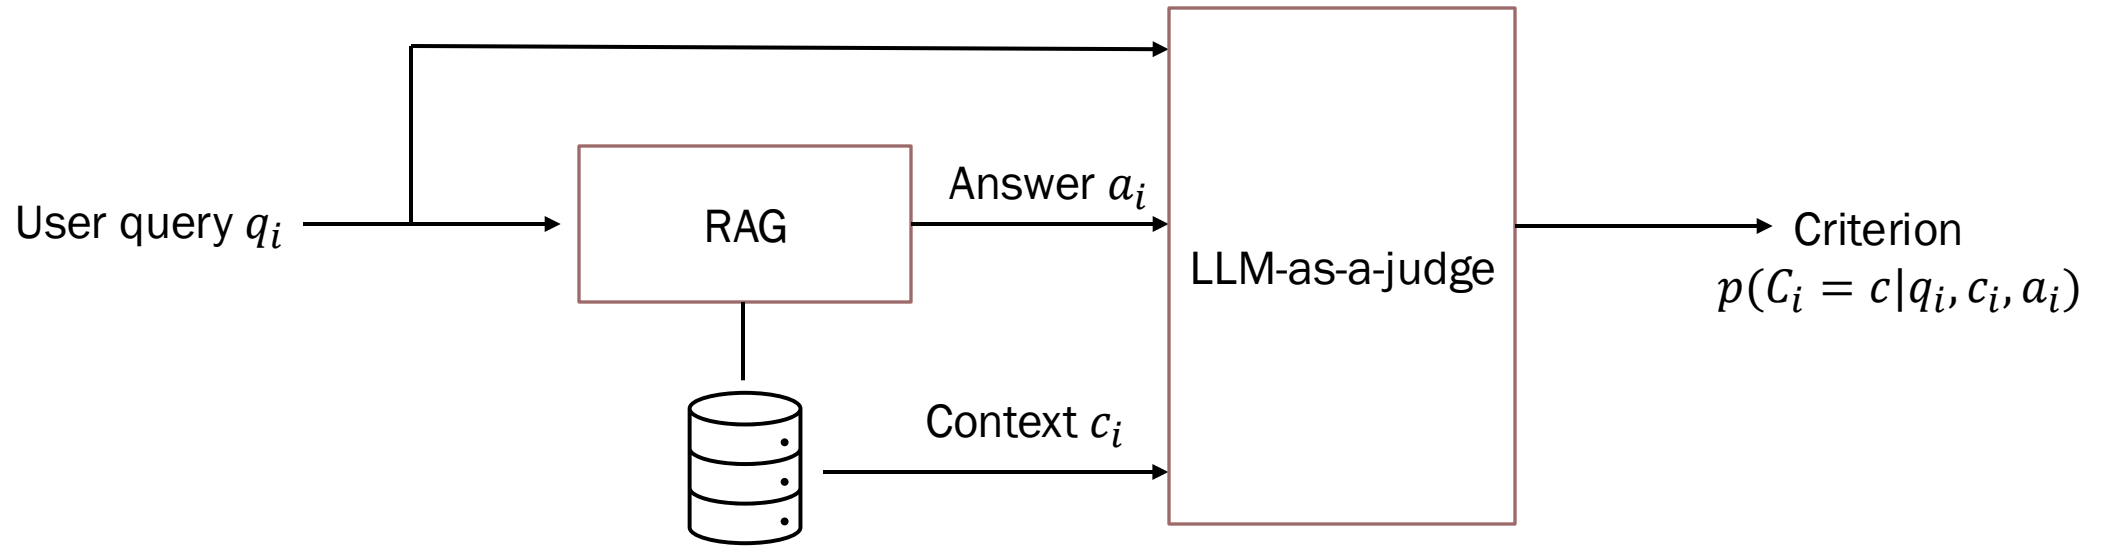 User query $q_i$
RAG
Answer $a_i$
Context $c_i$
LLM-as-a-judge
Criterion
$p(C_i = c|q_i, c_i, a_i)$